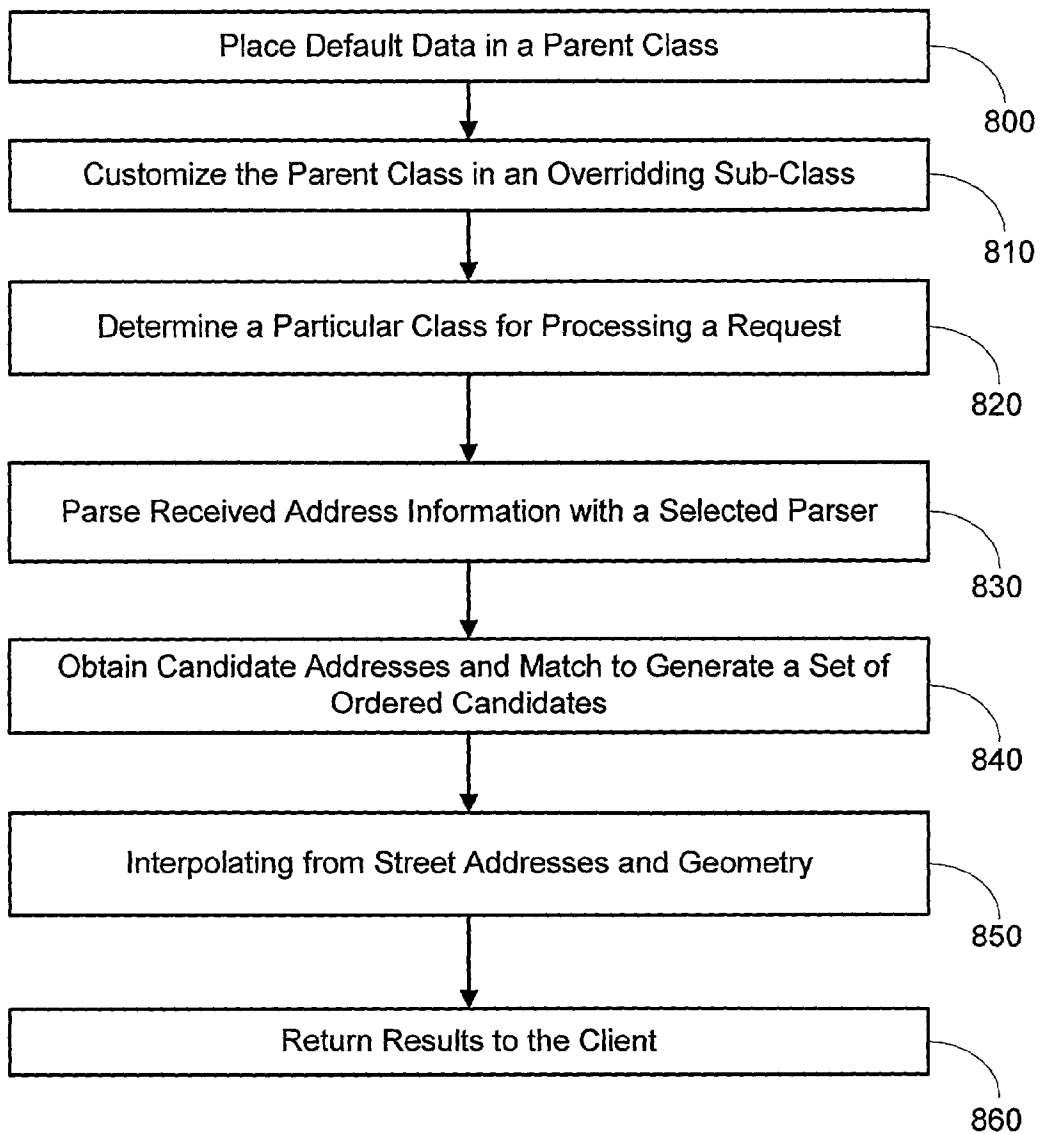 Place Default Data in a Parent Class
800
Customize the Parent Class in an Overridding Sub-Class
810
Determine a Particular Class for Processing a Request
820
Parse Received Address Information with a Selected Parser
830
Obtain Candidate Addresses and Match to Generate a Set of
Ordered Candidates
840
Interpolating from Street Addresses and Geometry
850
Return Results to the Client
860